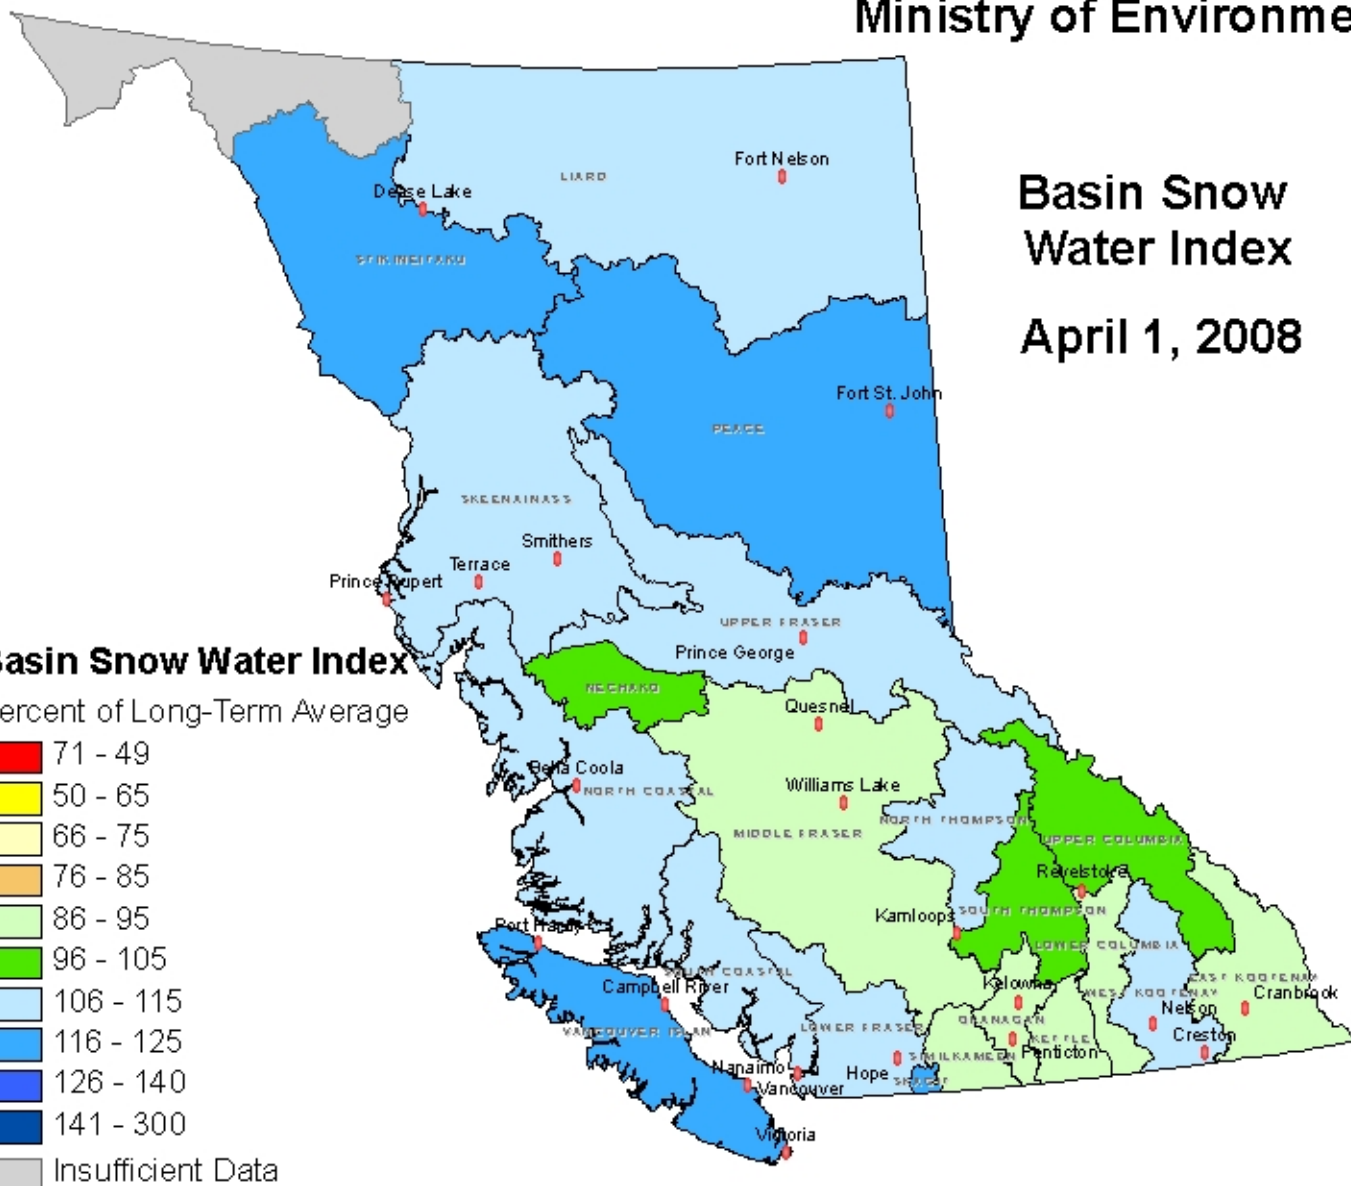 Ministry of Environme
Basin Snow
Water Index
April 1, 2008
Fort Nelson
LIARD
Dease Lake
STIKINE/TAKU
Fort St. John
PEACE
SKEENA/NASS
Smithers
Terrace
Prince Rupert
UPPER FRASER
Prince George
NECHAKO
Quesnel
Bella Coola
NORTH COASTAL
Williams Lake
MIDDLE FRASER
NORTH THOMPSON
UPPER COLUMBIA
Revelstoke
Kamloops
SOUTH THOMPSON
Port Hardy
LOWER COLUMBIA
SOUTH COASTAL
Campbell River
EAST KOOTENAY
Kelowna
WEST KOOTENAY
Cranbrook
Nelson
OKANAGAN
VANCOUVER ISLAN
LOWER FRASER
KETTLE
Creston
SIMILKAMEEN
Penticton
Nanaimo
Hope
SKAGIT
Vancouver
Victoria
Basin Snow Water Index
ercent of Long-Term Average
71 - 49
50 - 65
66 - 75
76 - 85
86 - 95
96 - 105
106 - 115
116 - 125
126 - 140
141 - 300
Insufficient Data